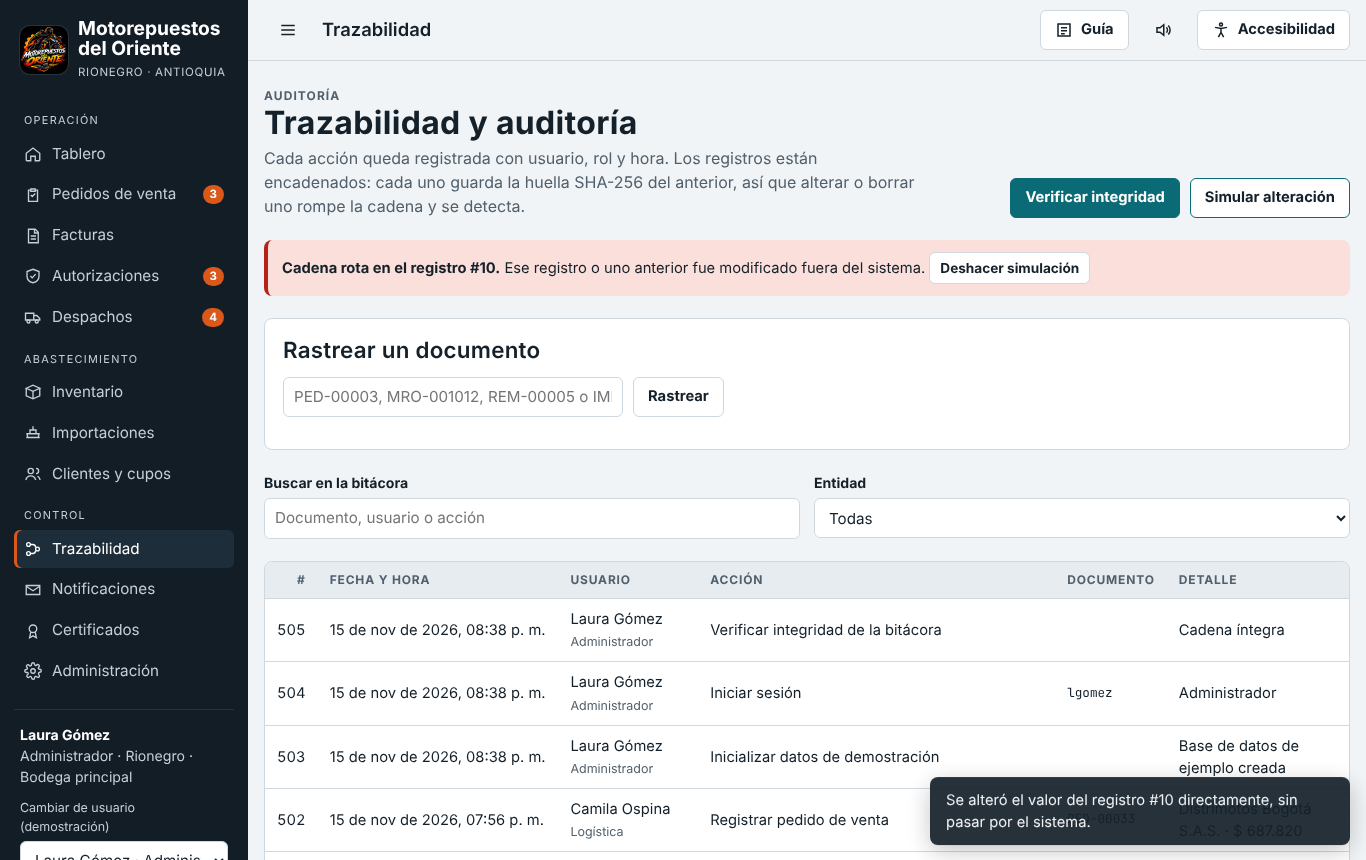 Motorepuestos
del Oriente
RIONEGRO · ANTIOQUIA
OPERACIÓN
Tablero
Pedidos de venta 3
Facturas
Autorizaciones 3
Despachos 4
ABASTECIMIENTO
Inventario
Importaciones
Clientes y cupos
CONTROL
Trazabilidad
Notificaciones
Certificados
Administración
Laura Gómez
Administrador · Rionegro ·
Bodega principal
Cambiar de usuario
(demostración)
Laura Gómez · Adminis
Trazabilidad
Guía
Accesibilidad
AUDITORÍA
Trazabilidad y auditoría
Cada acción queda registrada con usuario, rol y hora. Los registros están
encadenados: cada uno guarda la huella SHA-256 del anterior, así que alterar o borrar
uno rompe la cadena y se detecta.
Verificar integridad
Simular alteración
Cadena rota en el registro #10. Ese registro o uno anterior fue modificado fuera del sistema. Deshacer simulación
Rastrear un documento
PED-00003, MRO-001012, REM-00005 o IM
Rastrear
Buscar en la bitácora
Documento, usuario o acción
Entidad
Todas
# FECHA Y HORA USUARIO ACCIÓN DOCUMENTO DETALLE
505 15 de nov de 2026, 08:38 p. m. Laura Gómez Verificar integridad de la bitácora Cadena íntegra
Administrador
504 15 de nov de 2026, 08:38 p. m. Laura Gómez Iniciar sesión lgomez Administrador
Administrador
503 15 de nov de 2026, 08:38 p. m. Laura Gómez Inicializar datos de demostración Base de datos de
Administrador ejemplo creada
502 15 de nov de 2026, 07:56 p. m. Camila Ospina Registrar pedido de venta Distrimotos Bogotá
Logística S.A.S. · $ 687.820
Se alteró el valor del registro #10 directamente, sin
pasar por el sistema.